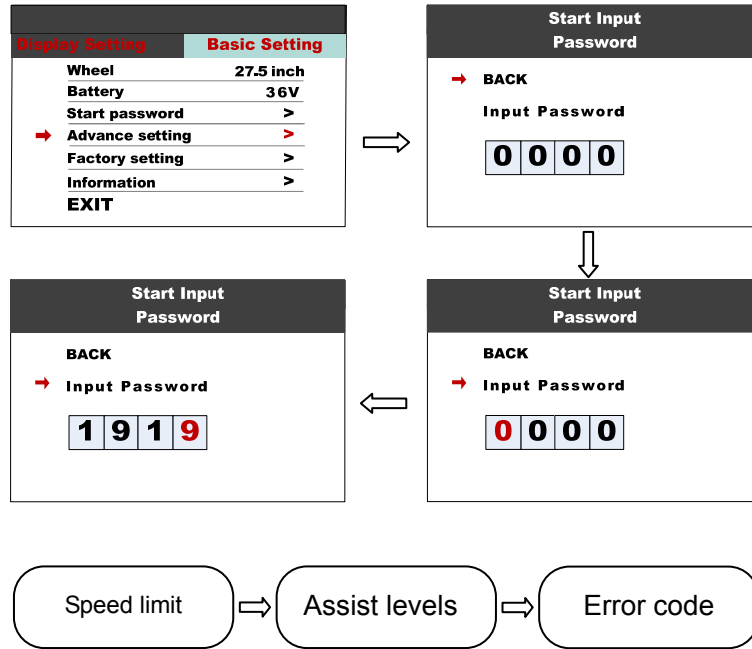 Display Setting Basic Setting
Wheel 27.5 inch
Battery 36V
Start password >
Advance setting >
Factory setting >
Information >
EXIT
Start Input
Password
BACK
Input Password
0 0 0 0
Start Input
Password
BACK
Input Password
1 9 1 9
Start Input
Password
BACK
Input Password
0 0 0 0
Speed limit
Assist levels
Error code